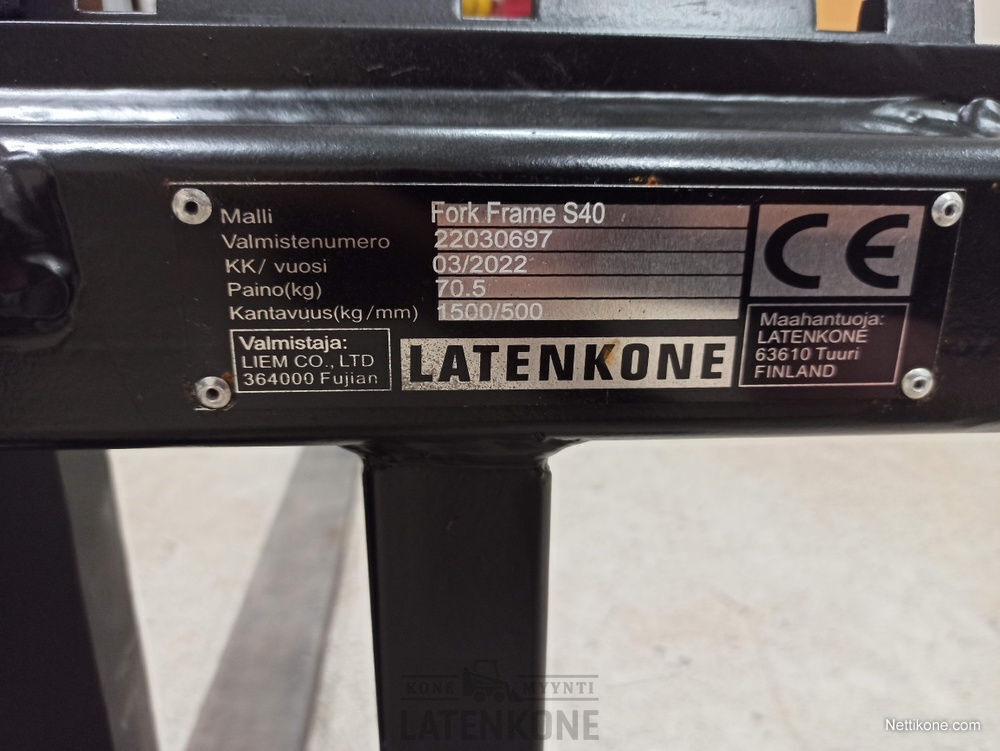 Malli Fork Frame S40
Valmistenumero 22030697
KK/ vuosi 03/2022
Paino(kg) 70.5
Kantavuus(kg/mm) 1500/500
CE
Valmistaja:
LIEM CO., LTD
364000 Fujian
LATENKONE
Maahantuoja:
LATENKONE
63610 Tuuri
FINLAND
KONE MYYNTI
LATENKONE
Nettikone.com